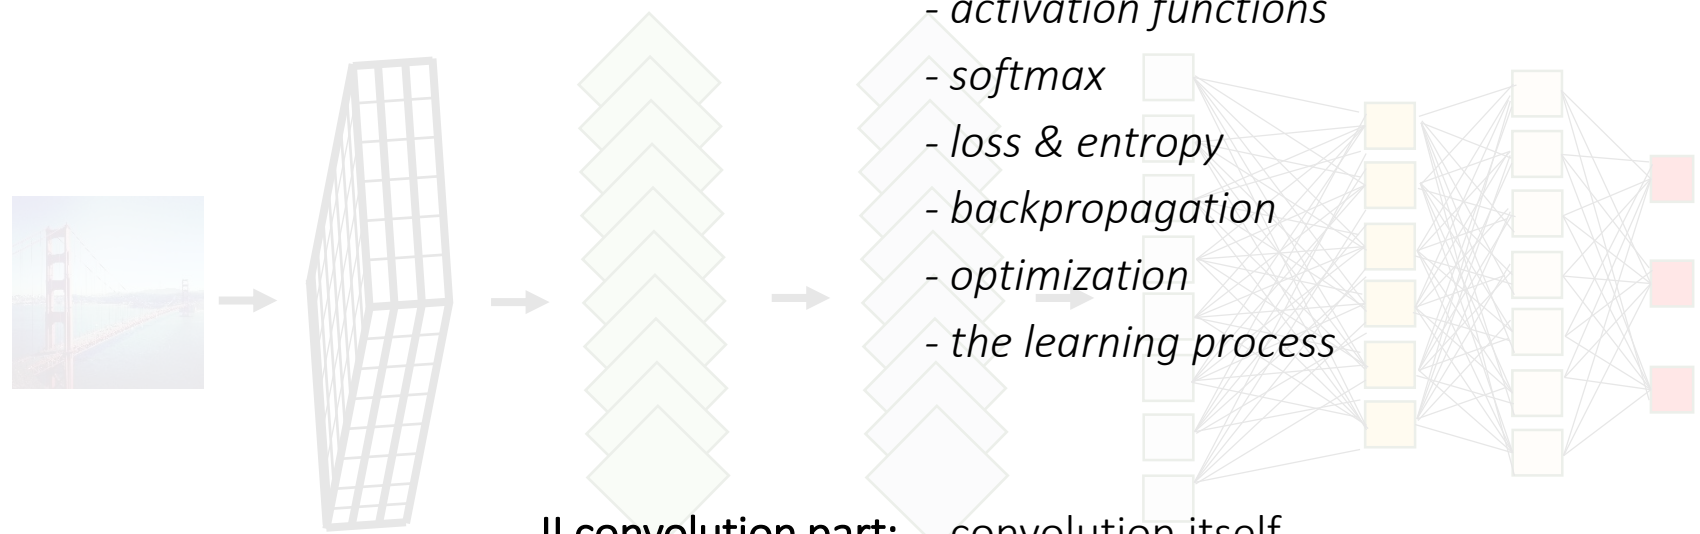 - activation functions
- softmax
- loss & entropy
- backpropagation
- optimization
- the learning process
II convolution part: - convolution itself